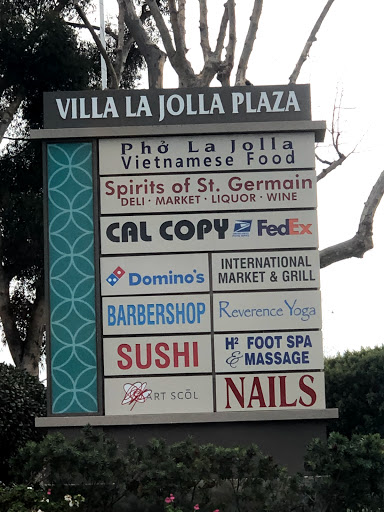 VILLA LA JOLLA PLAZA
Phở La Jolla
Vietnamese Food
Spirits of St. Germain
DELI · MARKET · LIQUOR · WINE
CAL COPY FedEx
Domino's
INTERNATIONAL
MARKET & GRILL
BARBERSHOP
Reverence Yoga
SUSHI
H² FOOT SPA
& MASSAGE
ART SCŌL
NAILS